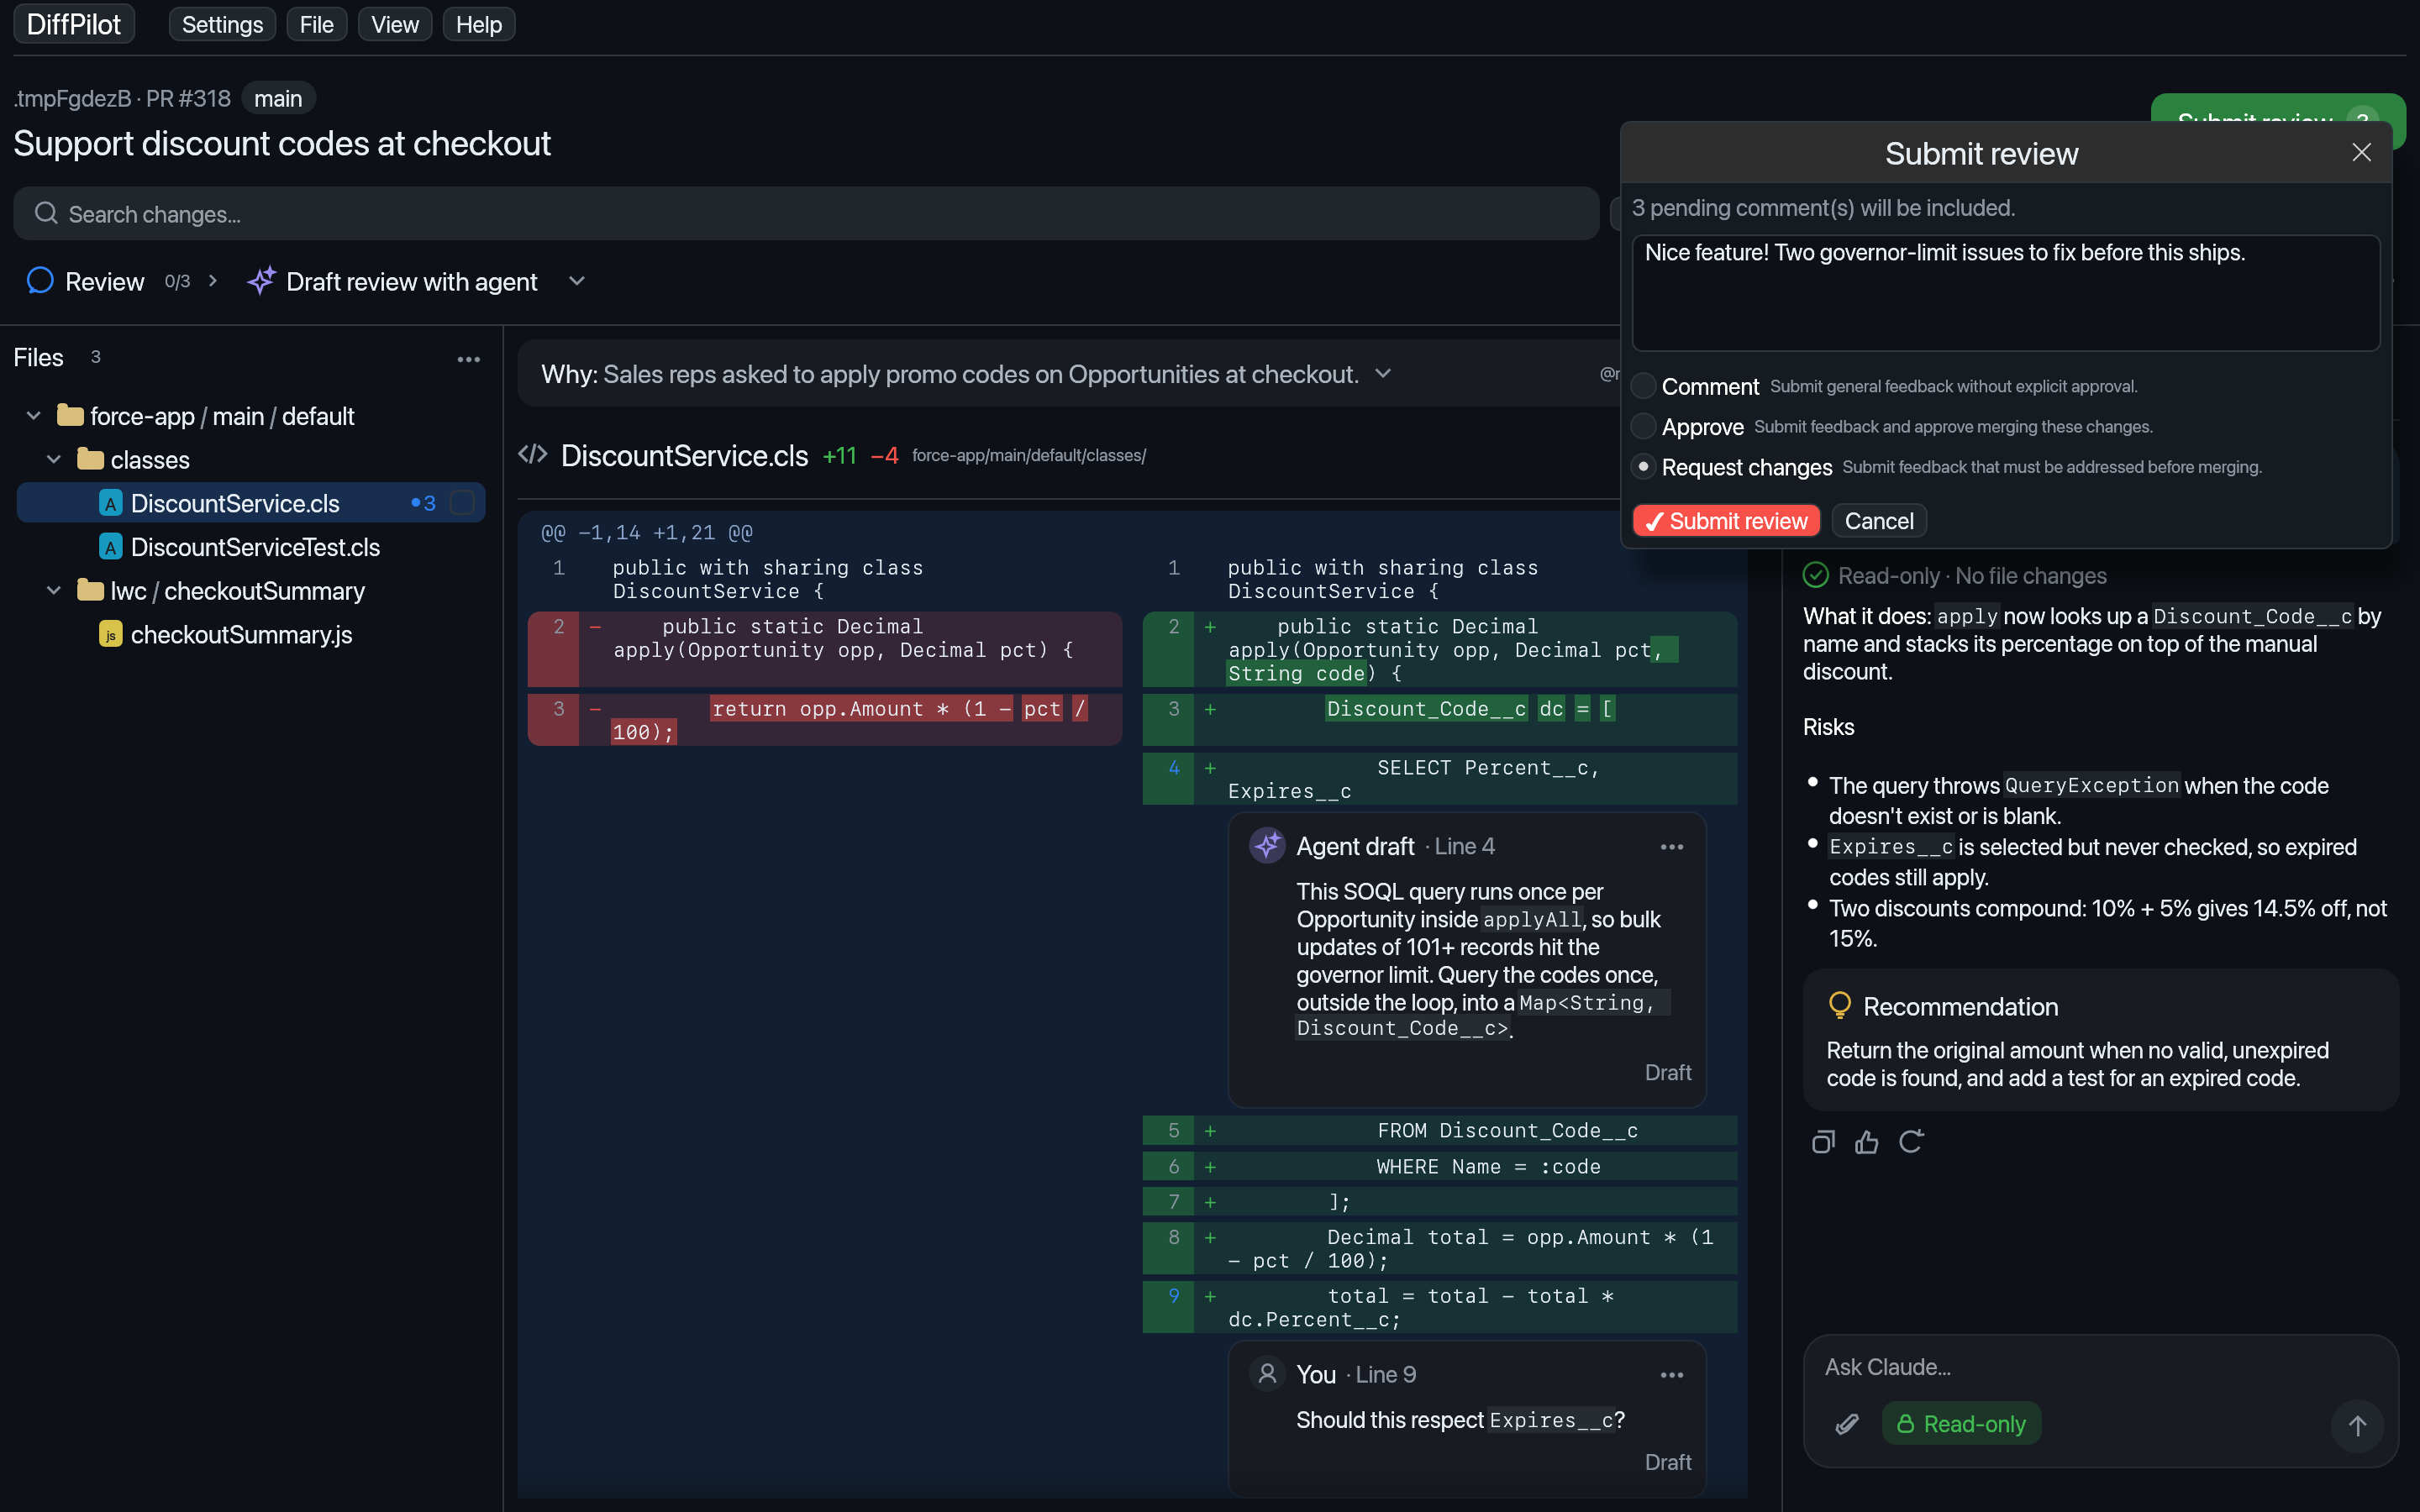 DiffPilot
Settings
File
View
Help
.tmpFgdezB · PR #318 main
Support discount codes at checkout
Search changes...
Review 0/3
Draft review with agent
Submit review
3 pending comment(s) will be included.
Nice feature! Two governor-limit issues to fix before this ships.
Comment Submit general feedback without explicit approval.
Approve Submit feedback and approve merging these changes.
Request changes Submit feedback that must be addressed before merging.
Submit review
Cancel
Files 3
force-app / main / default
classes
DiscountService.cls 3
DiscountServiceTest.cls
lwc / checkoutSummary
checkoutSummary.js
Why: Sales reps asked to apply promo codes on Opportunities at checkout.
DiscountService.cls +11 −4 force-app/main/default/classes/
@@ −1,14 +1,21 @@
1 public with sharing class
DiscountService {
2 − public static Decimal
apply(Opportunity opp, Decimal pct) {
3 − return opp.Amount * (1 − pct /
100);
1 public with sharing class
DiscountService {
2 + public static Decimal
apply(Opportunity opp, Decimal pct,
String code) {
3 + Discount_Code__c dc = [
4 + SELECT Percent__c,
Expires__c
Agent draft · Line 4
This SOQL query runs once per
Opportunity inside applyAll, so bulk
updates of 101+ records hit the
governor limit. Query the codes once,
outside the loop, into a Map<String,
Discount_Code__c>.
Draft
5 + FROM Discount_Code__c
6 + WHERE Name = :code
7 + ];
8 + Decimal total = opp.Amount * (1
− pct / 100);
9 + total = total − total *
dc.Percent__c;
You · Line 9
Should this respect Expires__c?
Draft
Read-only · No file changes
What it does: apply now looks up a Discount_Code__c by
name and stacks its percentage on top of the manual
discount.
Risks
• The query throws QueryException when the code
doesn't exist or is blank.
• Expires__c is selected but never checked, so expired
codes still apply.
• Two discounts compound: 10% + 5% gives 14.5% off, not
15%.
Recommendation
Return the original amount when no valid, unexpired
code is found, and add a test for an expired code.
Ask Claude...
Read-only